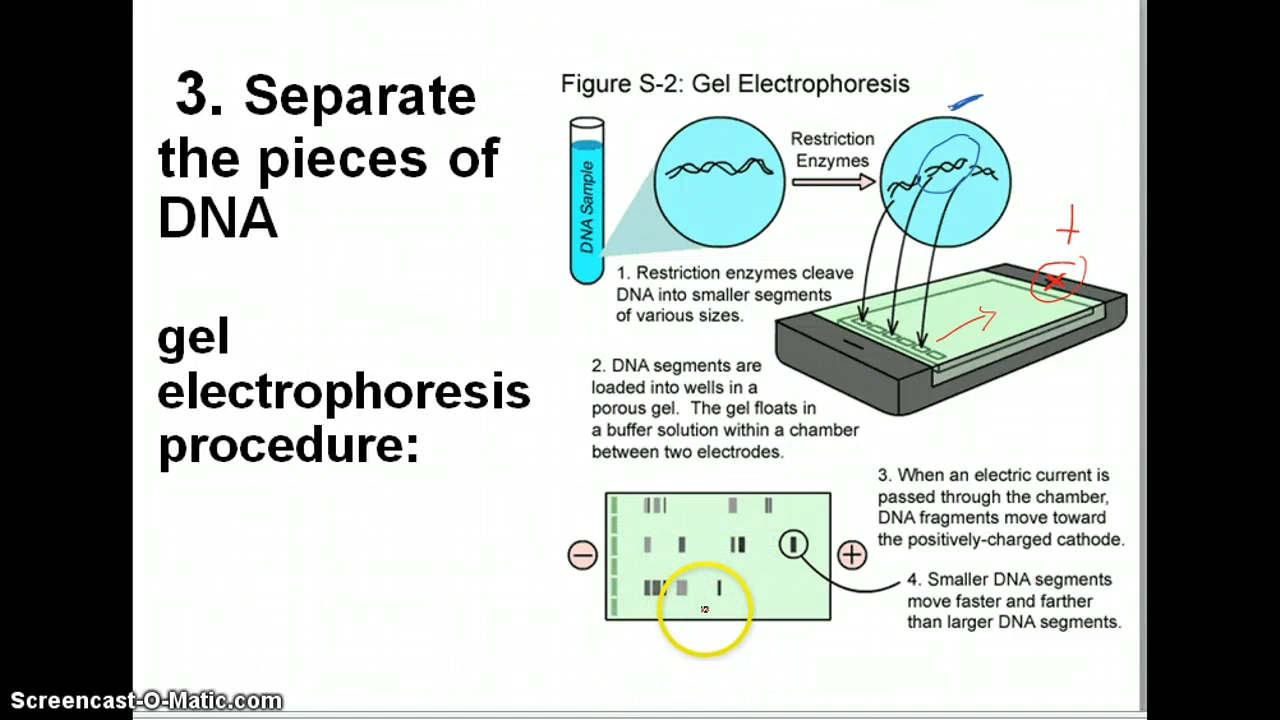 3. Separate
the pieces of
DNA
gel
electrophoresis
procedure:
Figure S-2: Gel Electrophoresis
DNA Sample
Restriction
Enzymes
+
1. Restriction enzymes cleave
DNA into smaller segments
of various sizes.
2. DNA segments are
loaded into wells in a
porous gel. The gel floats in
a buffer solution within a chamber
between two electrodes.
3. When an electric current is
passed through the chamber,
DNA fragments move toward
the positively-charged cathode.
−
+
4. Smaller DNA segments
move faster and farther
than larger DNA segments.
Screencast-O-Matic.com